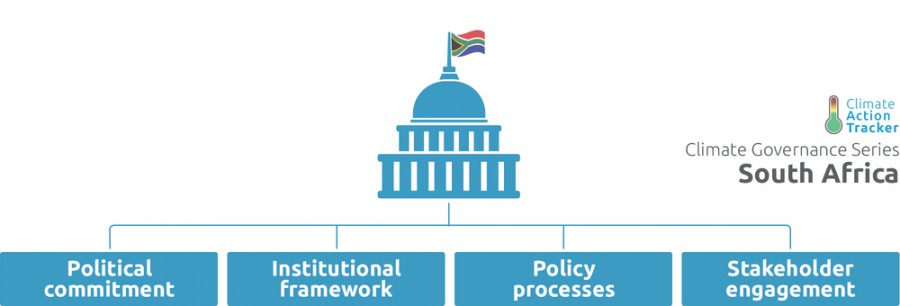 Climate
Action
Tracker
Climate Governance Series
South Africa
Political
commitment
Institutional
framework
Policy
processes
Stakeholder
engagement